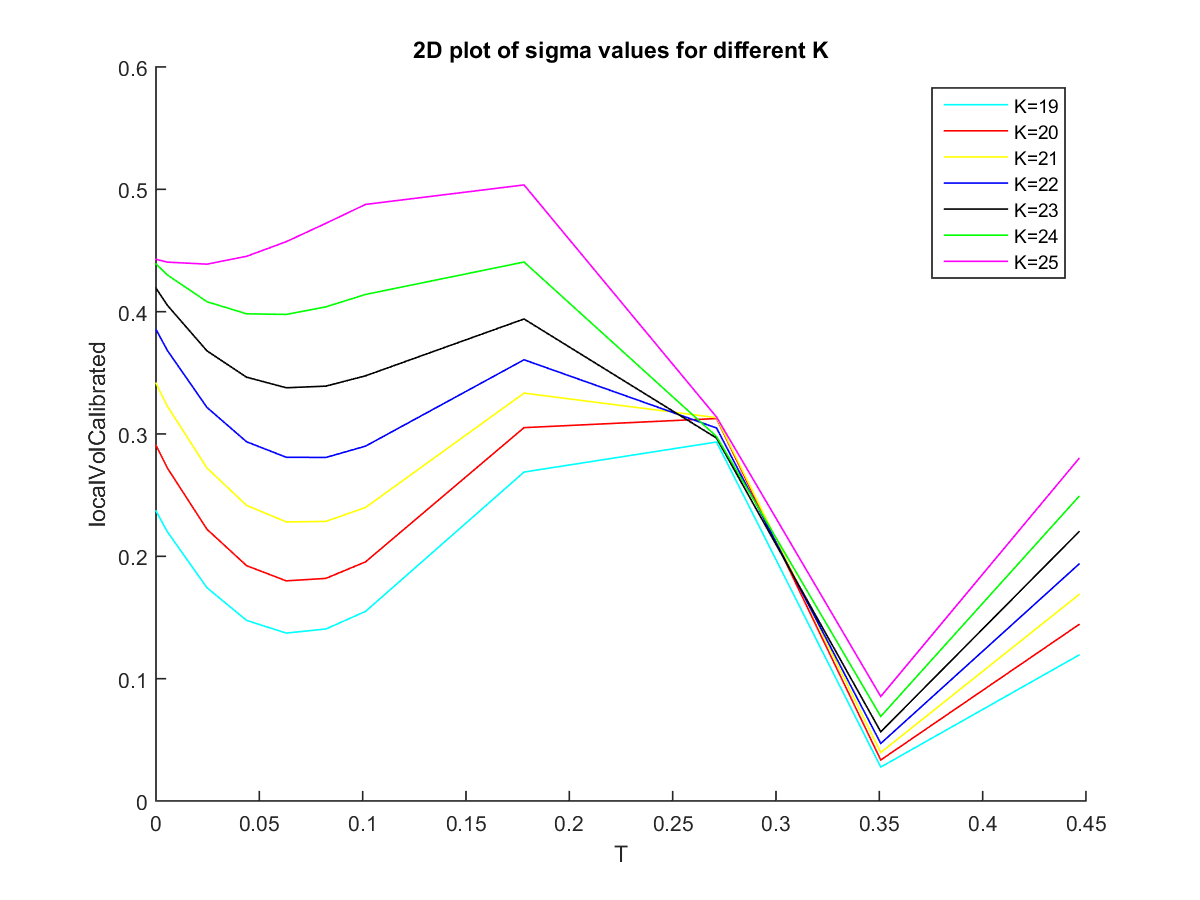 2D plot of sigma values for different K
0.6
0.5
0.4
0.3
0.2
0.1
0
localVolCalibrated
K=19
K=20
K=21
K=22
K=23
K=24
K=25
0 0.05 0.1 0.15 0.2 0.25 0.3 0.35 0.4 0.45
T